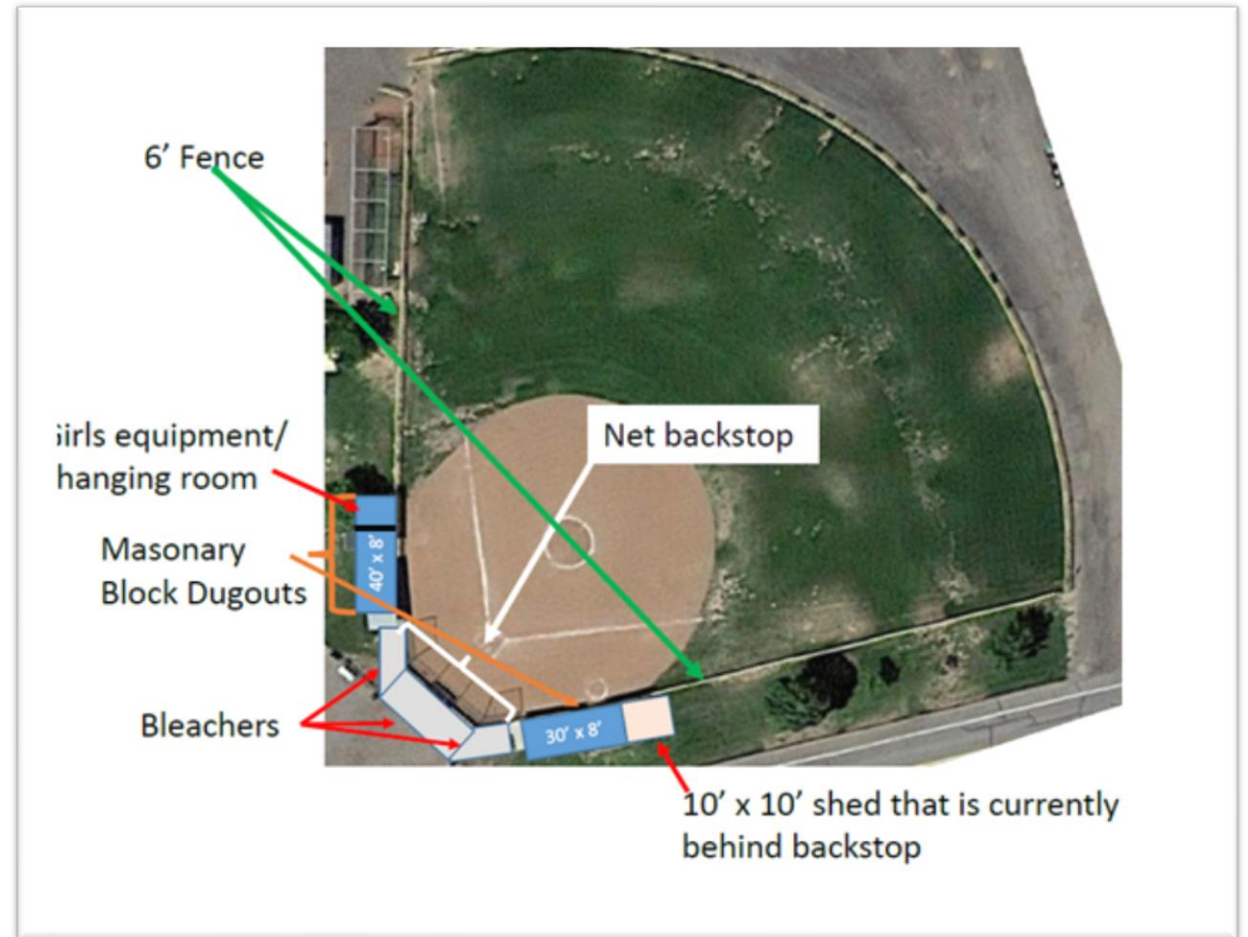 6' Fence
Net backstop
irls equipment/
hanging room
Masonary
Block Dugouts
40' x 8'
Bleachers
30' x 8'
10' x 10' shed that is currently
behind backstop